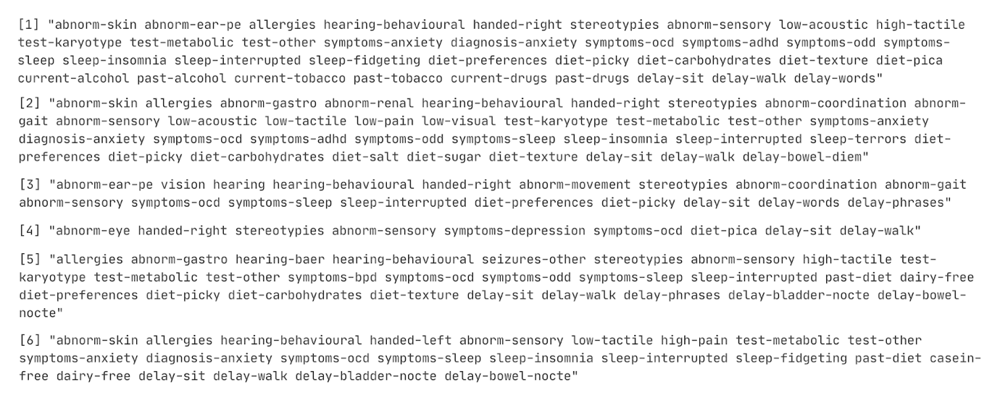 [1] "abnorm-skin abnorm-ear-pe allergies hearing-behavioural handed-right stereotypies abnorm-sensory low-acoustic high-tactile
test-karyotype test-metabolic test-other symptoms-anxiety diagnosis-anxiety symptoms-ocd symptoms-adhd symptoms-odd symptoms-
sleep sleep-insomnia sleep-interrupted sleep-fidgeting diet-preferences diet-picky diet-carbohydrates diet-texture diet-pica
current-alcohol past-alcohol current-tobacco past-tobacco current-drugs past-drugs delay-sit delay-walk delay-words"
[2] "abnorm-skin allergies abnorm-gastro abnorm-renal hearing-behavioural handed-right stereotypies abnorm-coordination abnorm-
gait abnorm-sensory low-acoustic low-tactile low-pain low-visual test-karyotype test-metabolic test-other symptoms-anxiety
diagnosis-anxiety symptoms-ocd symptoms-adhd symptoms-odd symptoms-sleep sleep-insomnia sleep-interrupted sleep-terrors diet-
preferences diet-picky diet-carbohydrates diet-salt diet-sugar diet-texture delay-sit delay-walk delay-bowel-diem"
[3] "abnorm-ear-pe vision hearing hearing-behavioural handed-right abnorm-movement stereotypies abnorm-coordination abnorm-gait
abnorm-sensory symptoms-ocd symptoms-sleep sleep-interrupted diet-preferences diet-picky delay-sit delay-words delay-phrases"
[4] "abnorm-eye handed-right stereotypies abnorm-sensory symptoms-depression symptoms-ocd diet-pica delay-sit delay-walk"
[5] "allergies abnorm-gastro hearing-baer hearing-behavioural seizures-other stereotypies abnorm-sensory high-tactile test-
karyotype test-metabolic test-other symptoms-bpd symptoms-ocd symptoms-odd symptoms-sleep sleep-interrupted past-diet dairy-free
diet-preferences diet-picky diet-carbohydrates diet-texture delay-sit delay-walk delay-phrases delay-bladder-nocte delay-bowel-
nocte"
[6] "abnorm-skin allergies hearing-behavioural handed-left abnorm-sensory low-tactile high-pain test-metabolic test-other
symptoms-anxiety diagnosis-anxiety symptoms-ocd symptoms-sleep sleep-insomnia sleep-interrupted sleep-fidgeting past-diet casein-
free dairy-free delay-sit delay-walk delay-bladder-nocte delay-bowel-nocte"